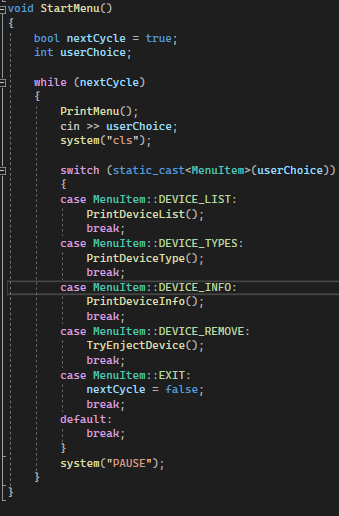 void StartMenu()
{
    bool nextCycle = true;
    int userChoice;

    while (nextCycle)
    {
        PrintMenu();
        cin >> userChoice;
        system("cls");

        switch (static_cast<MenuItem>(userChoice))
        {
        case MenuItem::DEVICE_LIST:
            PrintDeviceList();
            break;
        case MenuItem::DEVICE_TYPES:
            PrintDeviceType();
            break;
        case MenuItem::DEVICE_INFO:
            PrintDeviceInfo();
            break;
        case MenuItem::DEVICE_REMOVE:
            TryEnjectDevice();
            break;
        case MenuItem::EXIT:
            nextCycle = false;
            break;
        default:
            break;
        }
        system("PAUSE");
    }
}